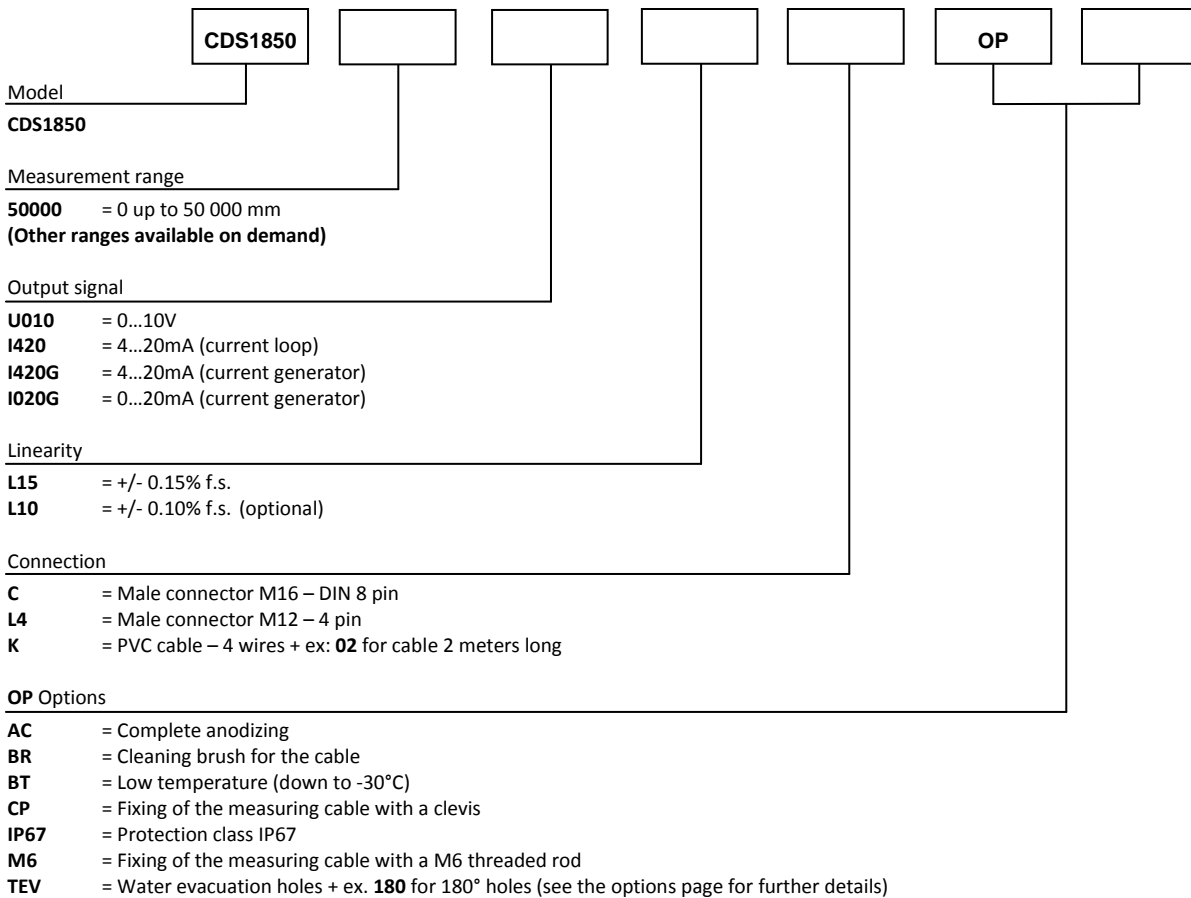 CDS1850 OP
Model
CDS1850
Measurement range
50000 = 0 up to 50 000 mm
(Other ranges available on demand)
Output signal
U010 = 0...10V
I420 = 4...20mA (current loop)
I420G = 4...20mA (current generator)
I020G = 0...20mA (current generator)
Linearity
L15 = +/- 0.15% f.s.
L10 = +/- 0.10% f.s. (optional)
Connection
C = Male connector M16 – DIN 8 pin
L4 = Male connector M12 – 4 pin
K = PVC cable – 4 wires + ex: 02 for cable 2 meters long
OP Options
AC = Complete anodizing
BR = Cleaning brush for the cable
BT = Low temperature (down to -30°C)
CP = Fixing of the measuring cable with a clevis
IP67 = Protection class IP67
M6 = Fixing of the measuring cable with a M6 threaded rod
TEV = Water evacuation holes + ex. 180 for 180° holes (see the options page for further details)